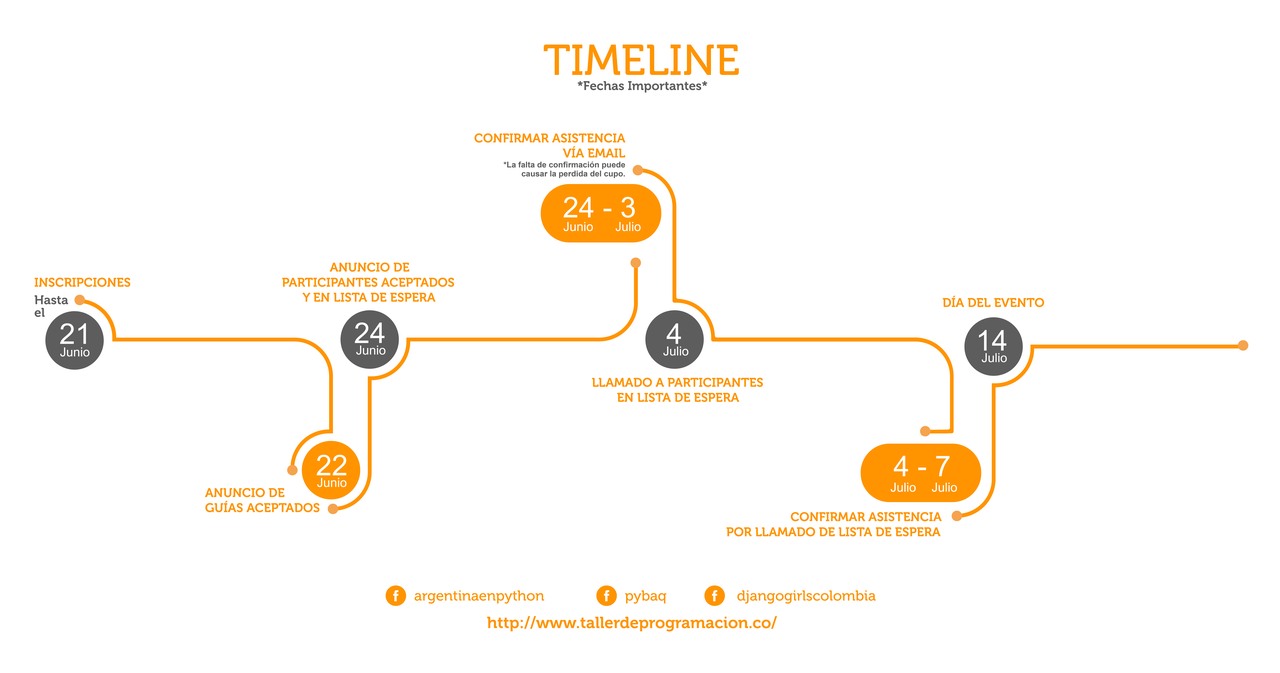 TIMELINE
*Fechas Importantes*
INSCRIPCIONES
Hasta
el
21
Junio
22
Junio
ANUNCIO DE
GUÍAS ACEPTADOS
ANUNCIO DE
PARTICIPANTES ACEPTADOS
Y EN LISTA DE ESPERA
24
Junio
CONFIRMAR ASISTENCIA
VÍA EMAIL
*La falta de confirmación puede
causar la perdida del cupo.
24 - 3
Junio Julio
4
Julio
LLAMADO A PARTICIPANTES
EN LISTA DE ESPERA
4 - 7
Julio Julio
CONFIRMAR ASISTENCIA
POR LLAMADO DE LISTA DE ESPERA
DÍA DEL EVENTO
14
Julio
argentinaenpython pybaq djangogirlscolombia
http://www.tallerdeprogramacion.co/